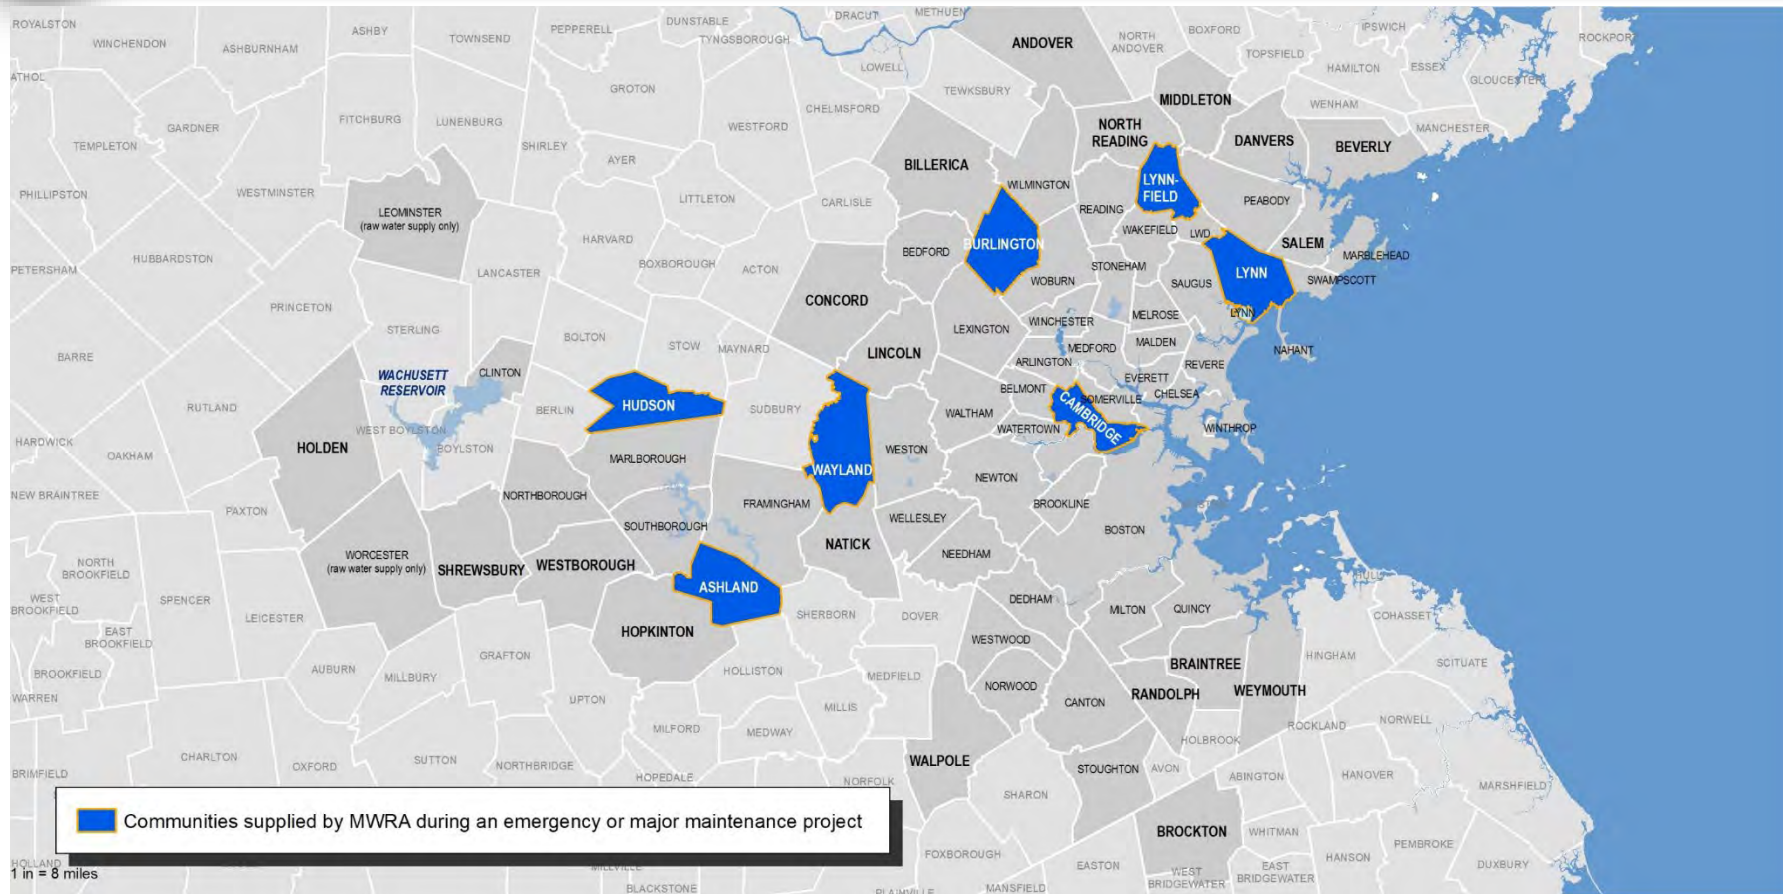 ROYALSTON
WINCHENDON
ASHBURNHAM
ASHBY
TOWNSEND
PEPPERELL
DUNSTABLE
TYNGSBOROUGH
DRACUT
METHUEN
ANDOVER
NORTH
ANDOVER
BOXFORD
TOPSFIELD
IPSWICH
ROCKPORT
ATHOL
LOWELL
TEWKSBURY
HAMILTON
ESSEX
GLOUCESTER
GROTON
CHELMSFORD
MIDDLETON
WENHAM
MANCHESTER
TEMPLETON
GARDNER
FITCHBURG
LUNENBURG
SHIRLEY
AYER
WESTFORD
NORTH
READING
DANVERS
BEVERLY
BILLERICA
WILMINGTON
LYNN-
FIELD
PEABODY
PHILLIPSTON
WESTMINSTER
LEOMINSTER
(raw water supply only)
LITTLETON
CARLISLE
READING
WAKEFIELD
LWD
HARVARD
BEDFORD
BURLINGTON
STONEHAM
SALEM
MARBLEHEAD
PETERSHAM
HUBBARDSTON
LANCASTER
BOXBOROUGH
ACTON
WOBURN
SAUGUS
LYNN
SWAMPSCOTT
PRINCETON
CONCORD
LYNN
STERLING
BOLTON
STOW
MAYNARD
LINCOLN
LEXINGTON
WINCHESTER
MELROSE
MEDFORD
MALDEN
NAHANT
BARRE
WACHUSETT
RESERVOIR
CLINTON
ARLINGTON
REVERE
EVERETT
CHELSEA
BELMONT
SOMERVILLE
RUTLAND
BERLIN
HUDSON
SUDBURY
WALTHAM
CAMBRIDGE
WATERTOWN
WINTHROP
HARDWICK
OAKHAM
HOLDEN
WEST BOYLSTON
BOYLSTON
MARLBOROUGH
WAYLAND
WESTON
NEW BRAINTREE
PAXTON
NORTHBOROUGH
FRAMINGHAM
NEWTON
BROOKLINE
SOUTHBOROUGH
WELLESLEY
BOSTON
NATICK
NEEDHAM
NORTH
BROOKFIELD
WORCESTER
(raw water supply only)
SHREWSBURY
WESTBOROUGH
ASHLAND
HULL
WEST
BROOKFIELD
SPENCER
LEICESTER
HOPKINTON
SHERBORN
DOVER
DEDHAM
MILTON
QUINCY
COHASSET
EAST
BROOKFIELD
WESTWOOD
BROOKFIELD
AUBURN
MILLBURY
GRAFTON
HOLLISTON
MEDFIELD
NORWOOD
BRAINTREE
HINGHAM
SCITUATE
WARREN
UPTON
MILLIS
CANTON
RANDOLPH
WEYMOUTH
MILFORD
MEDWAY
HOLBROOK
ROCKLAND
NORWELL
CHARLTON
OXFORD
SUTTON
NORTHBRIDGE
HOPEDALE
NORFOLK
WALPOLE
STOUGHTON
AVON
ABINGTON
HANOVER
MARSHFIELD
BRIMFIELD
SHARON
Communities supplied by MWRA during an emergency or major maintenance project
BROCKTON
WHITMAN
PEMBROKE
FOXBOROUGH
EASTON
HANSON
DUXBURY
HOLLAND
1 in = 8 miles
MILLVILLE
BLACKSTONE
PLAINVILLE
MANSFIELD
WEST
BRIDGEWATER
EAST
BRIDGEWATER